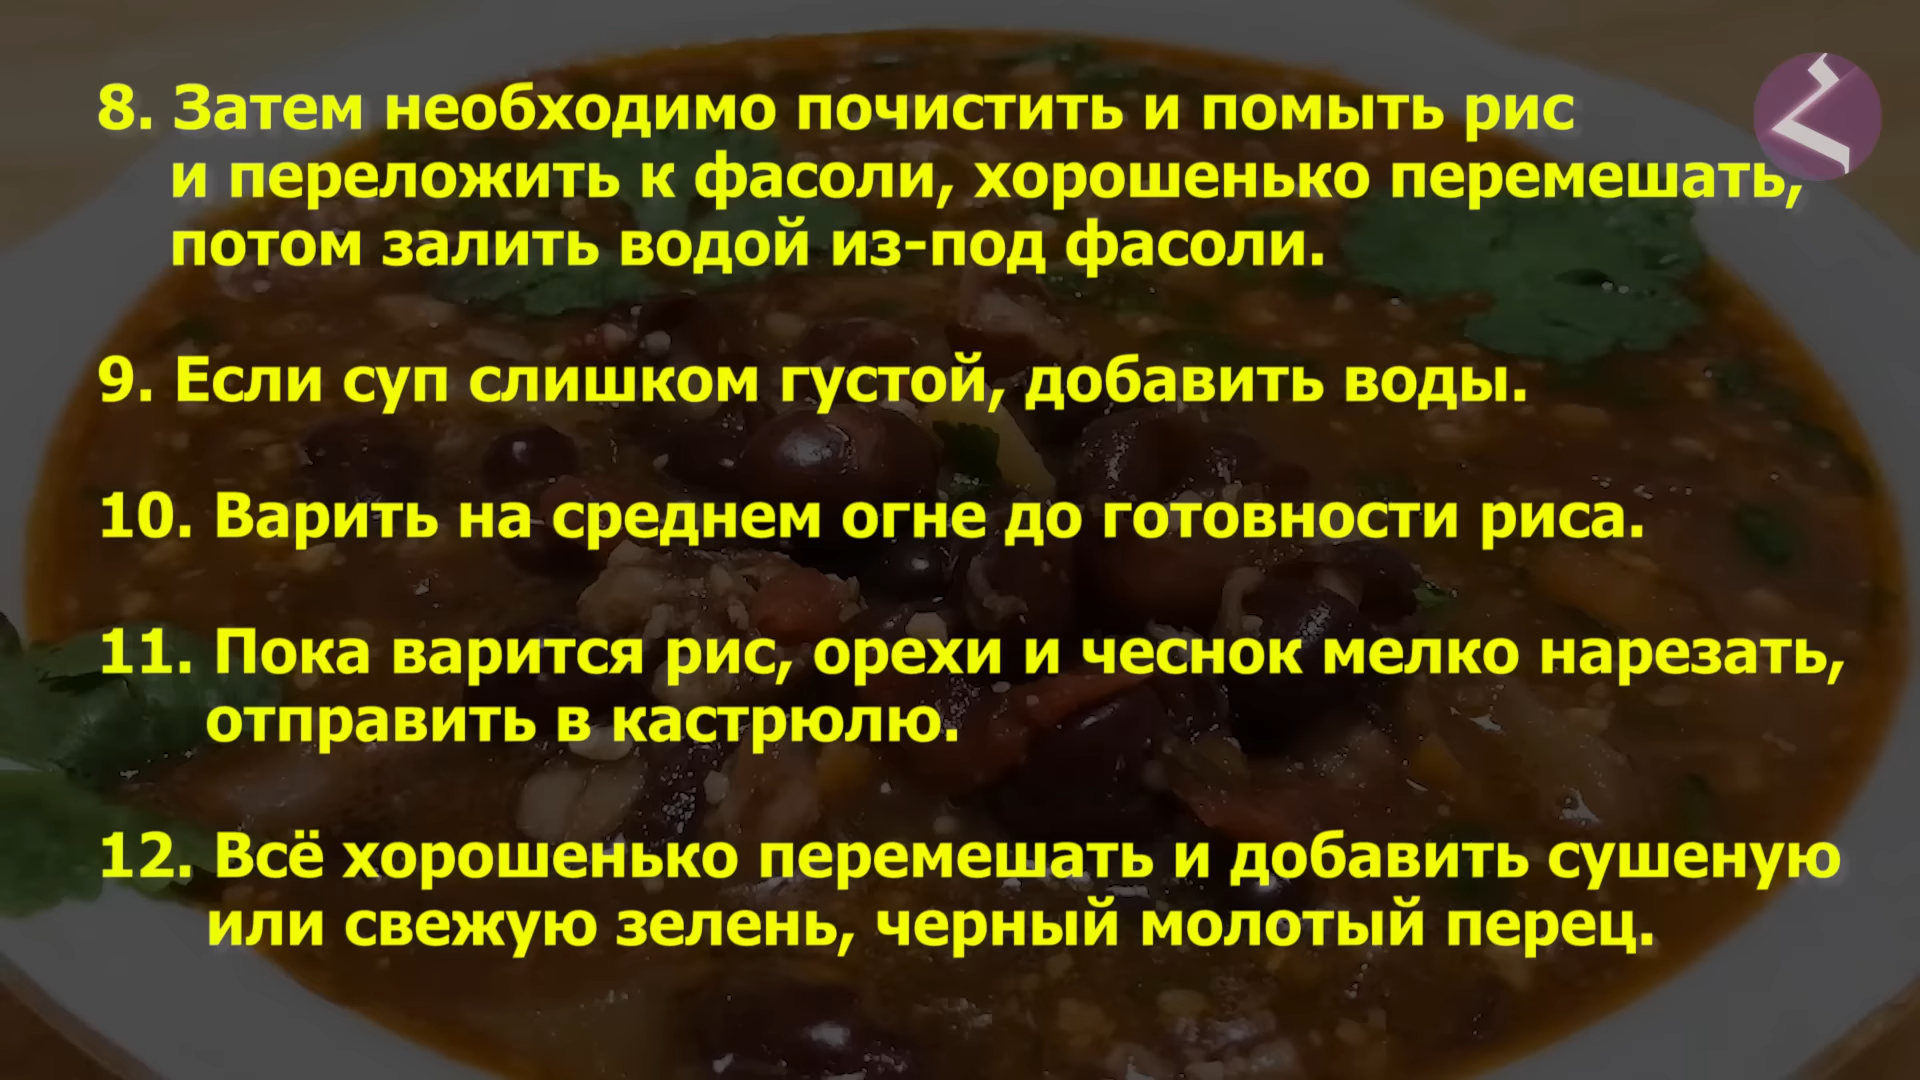 8. Затем необходимо почистить и помыть рис
и переложить к фасоли, хорошенько перемешать,
потом залить водой из-под фасоли.
9. Если суп слишком густой, добавить воды.
10. Варить на среднем огне до готовности риса.
11. Пока варится рис, орехи и чеснок мелко нарезать,
отправить в кастрюлю.
12. Всё хорошенько перемешать и добавить сушеную
или свежую зелень, черный молотый перец.